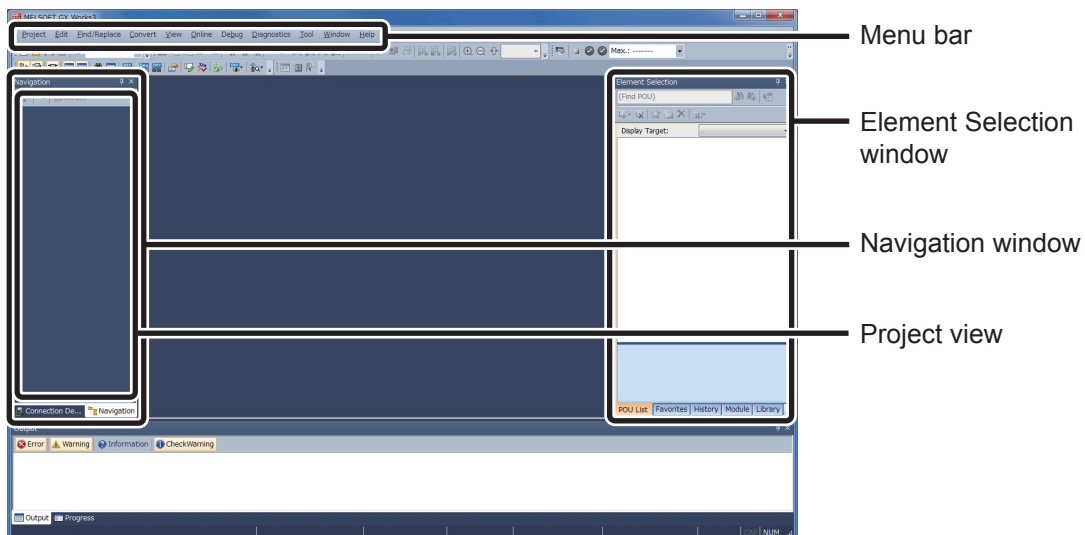 MELSOFT GX Works3
Project Edit Find/Replace Convert View Online Debug Diagnostics Tool Window Help
Menu bar
Max.: -------
Navigation
Element Selection
(Find POU)
Display Target:
Element Selection
window
Navigation window
Project view
Connection De... Navigation
POU List Favorites History Module Library
Output
Error Warning Information CheckWarning
Output Progress
CAP NUM